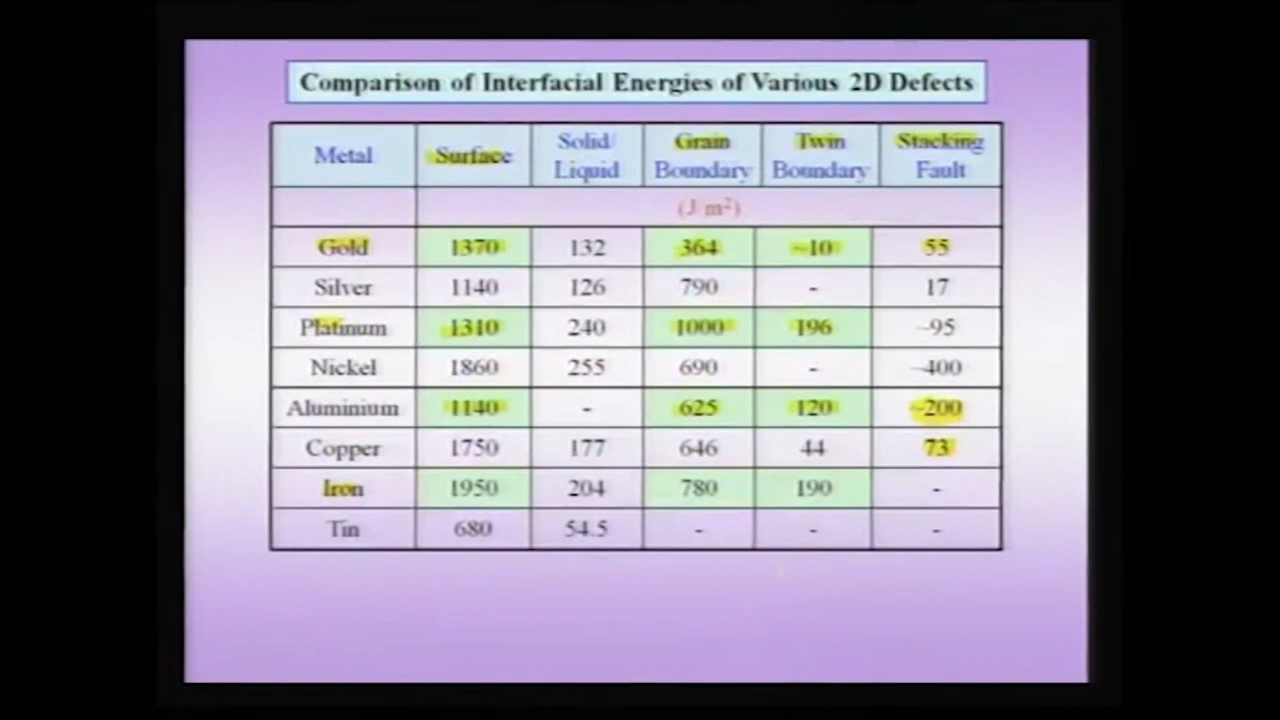 Comparison of Interfacial Energies of Various 2D Defects
Metal Surface Solid/ Liquid Grain Boundary Twin Boundary Stacking Fault
(J m²)
Gold 1370 132 364 ~10 55
Silver 1140 126 790 - 17
Platinum 1310 240 1000 196 ~95
Nickel 1860 255 690 - ~400
Aluminium 1140 - 625 120 ~200
Copper 1750 177 646 44 73
Iron 1950 204 780 190 -
Tin 680 54.5 - - -